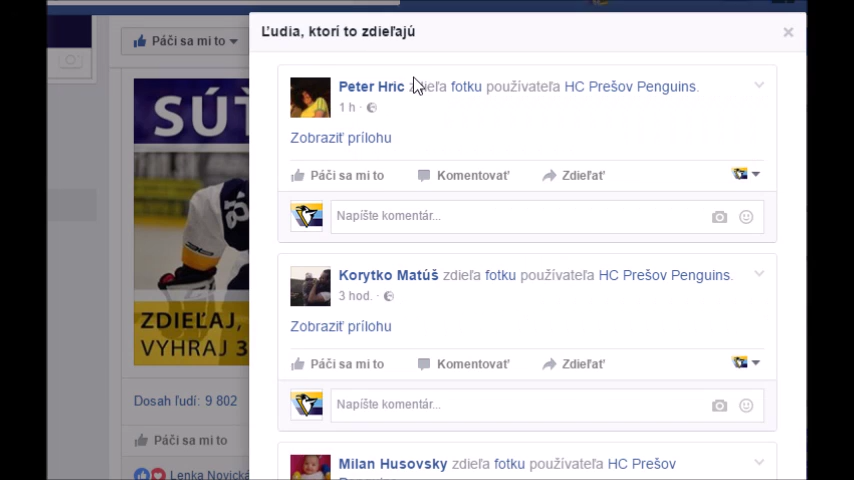 Páči sa mi to
SÚŤ
ZDIEĽAJ,
VYHRAJ 3
Dosah ľudí: 9 802
Páči sa mi to
Lenka Novická
Ľudia, ktorí to zdieľajú
Peter Hric zdieľa fotku používateľa HC Prešov Penguins.
1 h ·
Zobraziť prílohu
Páči sa mi to Komentovať Zdieľať
Napíšte komentár...
Korytko Matúš zdieľa fotku používateľa HC Prešov Penguins.
3 hod. ·
Zobraziť prílohu
Páči sa mi to Komentovať Zdieľať
Napíšte komentár...
Milan Husovsky zdieľa fotku používateľa HC Prešov